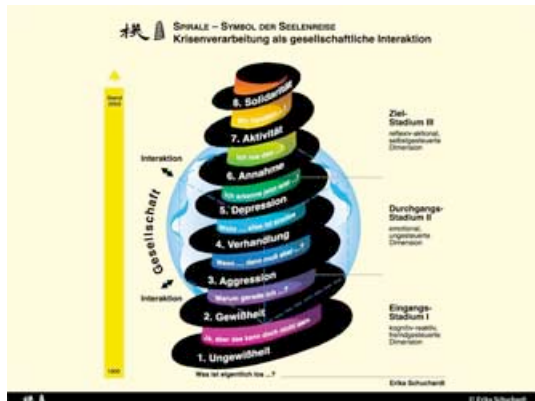 SPIRALE – SYMBOL DER SEELENREISE
Krisenverarbeitung als gesellschaftliche Interaktion
Stand
8. Solidarität
7. Aktivität
Ich tue das ...!
6. Annahme
Ich erkenne jetzt erst ...!
5. Depression
Wozu ... alles ist sinnlos
4. Verhandlung
Wenn ... dann muß aber ...?
3. Aggression
Warum gerade ich ...?
2. Gewißheit
Ja, aber das kann doch nicht sein
1. Ungewißheit
Was ist eigentlich los ...?
Interaktion
Gesellschaft
Interaktion
Ziel-
Stadium III
reflexiv-aktional,
selbstgesteuerte
Dimension
Durchgangs-
Stadium II
emotional,
ungesteuerte
Dimension
Eingangs-
Stadium I
kognitiv-reaktiv,
fremdgesteuerte
Dimension
Erika Schuchardt
© Erika Schuchardt